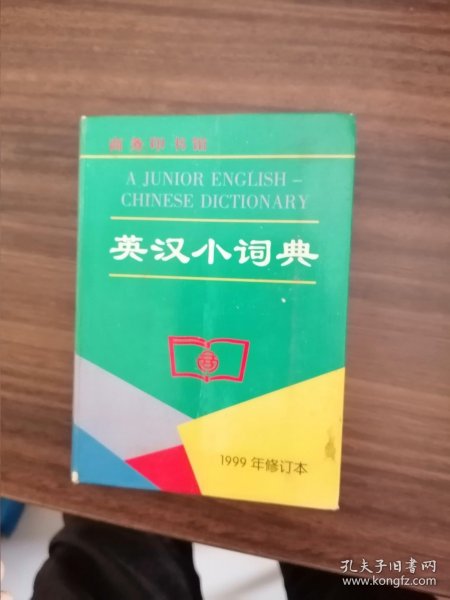 商务印书馆
A JUNIOR ENGLISH –
CHINESE DICTIONARY
英汉小词典
1999 年修订本
孔夫子旧书网
www.kongfz.com